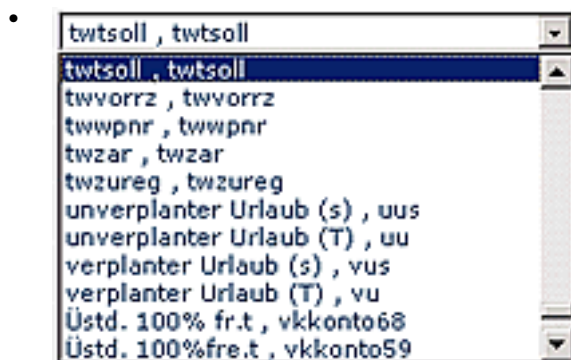 twtsoll , twtsoll
twtsoll , twtsoll
twvorrz , twvorrz
twwpnr , twwpnr
twzar , twzar
twzureg , twzureg
unverplanter Urlaub (s) , uus
unverplanter Urlaub (T) , uu
verplanter Urlaub (s) , vus
verplanter Urlaub (T) , vu
Üstd. 100% fr.t , vkkonto68
Üstd. 100%fre.t , vkkonto59